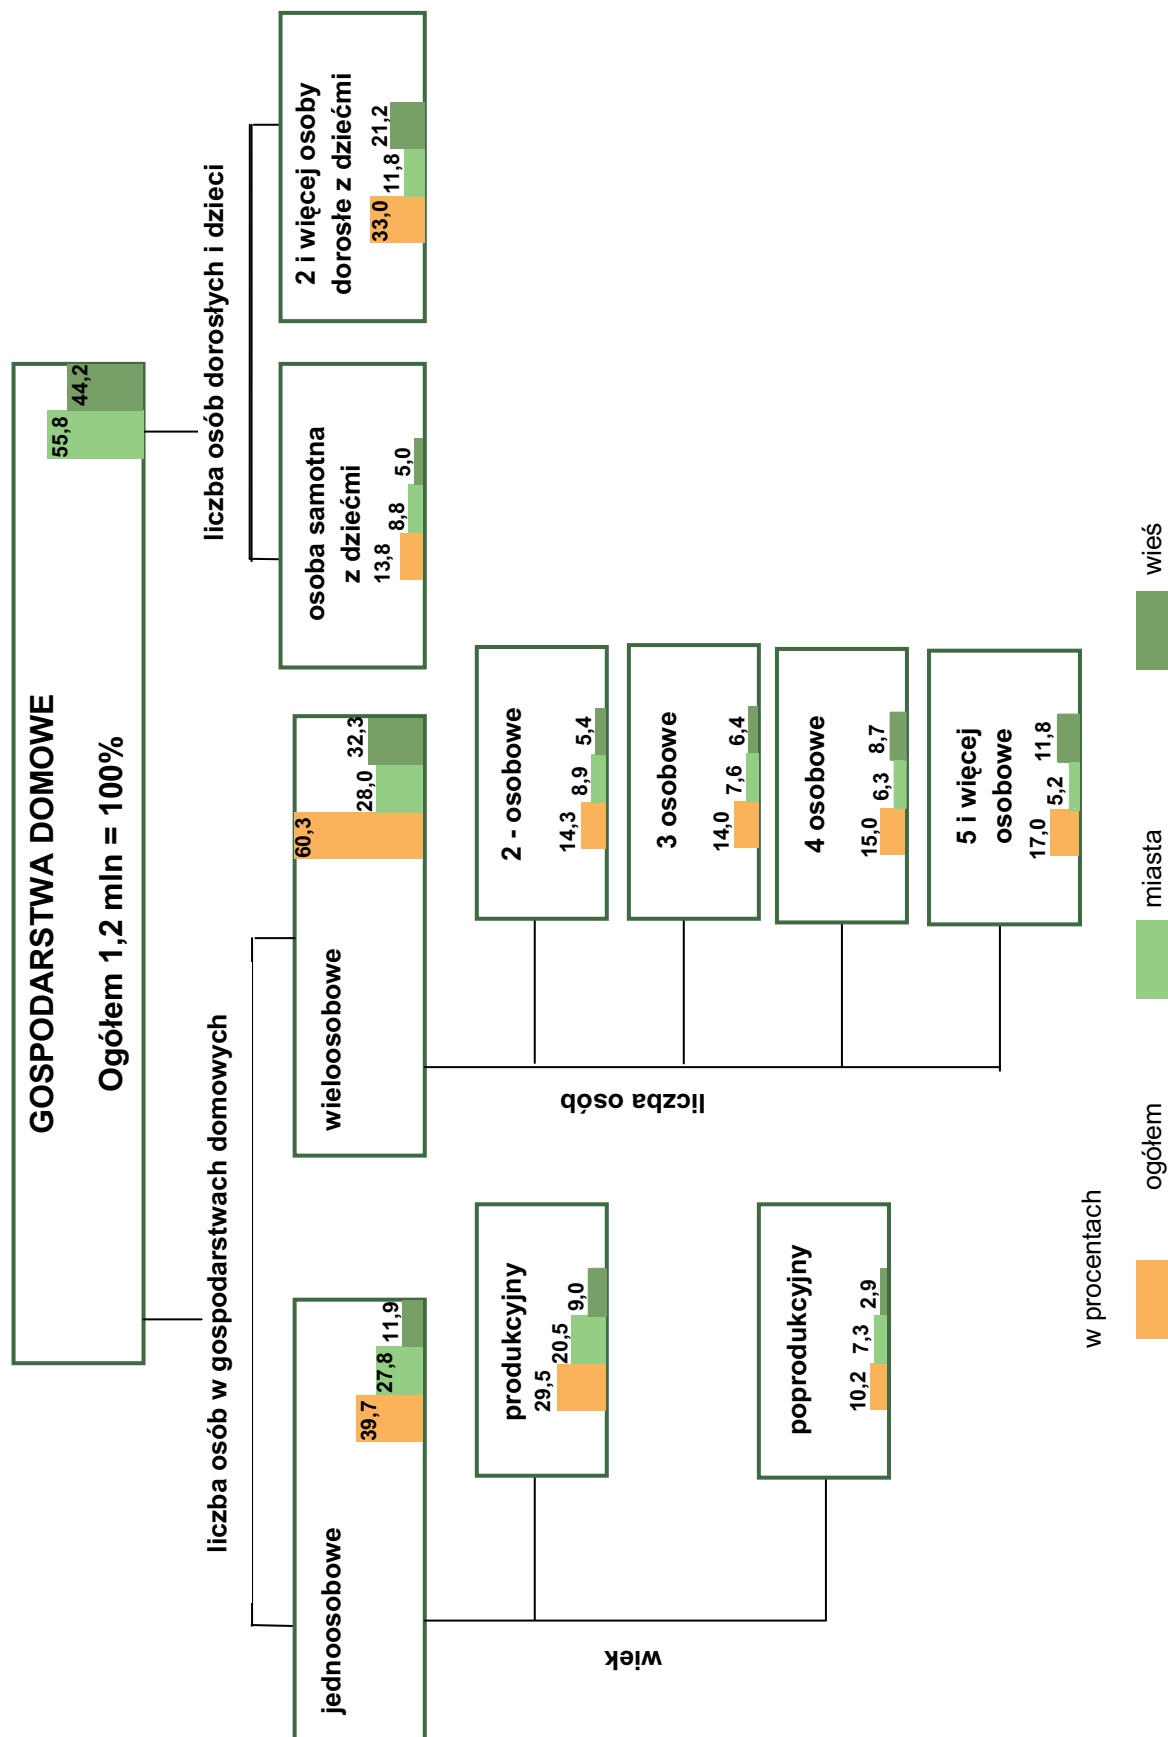 GOSPODARSTWA DOMOWE
Ogółem 1,2 mln = 100%
55,8
44,2
liczba osób w gospodarstwach domowych
liczba osób dorosłych i dzieci
jednoosobowe
39,7
27,8
11,9
wieloosobowe
60,3
28,0
32,3
osoba samotna
z dziećmi
13,8
8,8
5,0
2 i więcej osoby
dorosłe z dziećmi
33,0
11,8
21,2
wiek
produkcyjny
29,5
20,5
9,0
poprodukcyjny
10,2
7,3
2,9
liczba osób
2 - osobowe
14,3
8,9
5,4
3 osobowe
14,0
7,6
6,4
4 osobowe
15,0
6,3
8,7
5 i więcej
osobowe
17,0
5,2
11,8
w procentach
ogółem
miasta
wieś